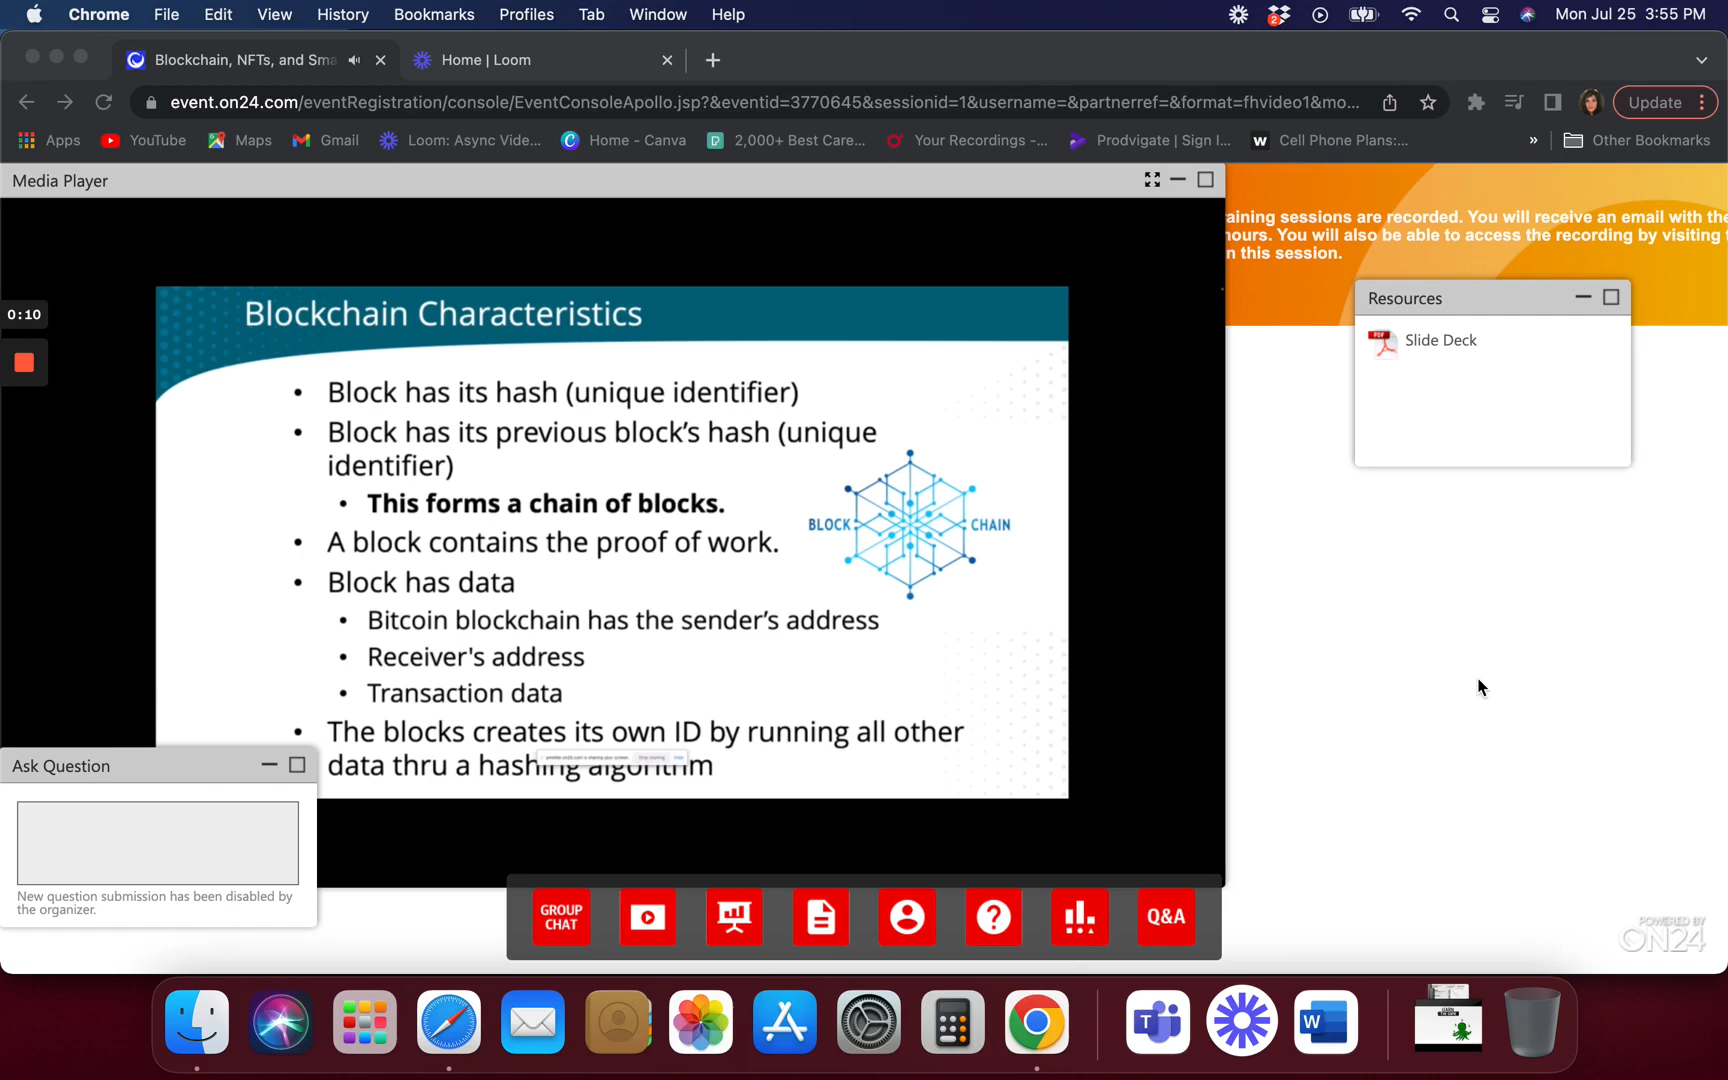 Chrome File Edit View History Bookmarks Profiles Tab Window Help
2
Mon Jul 25 3:55 PM
Blockchain, NFTs, and Sma
Home | Loom
event.on24.com/eventRegistration/console/EventConsoleApollo.jsp?&eventid=3770645&sessionid=1&username=&partnerref=&format=fhvideo1&mo...
Update
Apps YouTube Maps Gmail Loom: Async Vide... Home - Canva 2,000+ Best Care... Your Recordings -... Prodvigate | Sign I... Cell Phone Plans:... » Other Bookmarks
Media Player
aining sessions are recorded. You will receive an email with the
hours. You will also be able to access the recording by visiting
n this session.
Resources
Slide Deck
0:10
Blockchain Characteristics
• Block has its hash (unique identifier)
• Block has its previous block's hash (unique
identifier)
• This forms a chain of blocks.
• A block contains the proof of work.
• Block has data
• Bitcoin blockchain has the sender's address
• Receiver's address
• Transaction data
• The blocks creates its own ID by running all other
data thru a hashing algorithm
BLOCK CHAIN
Stop sharing
Ask Question
New question submission has been disabled by
the organizer.
GROUP
CHAT
Q&A
POWERED BY
ON24